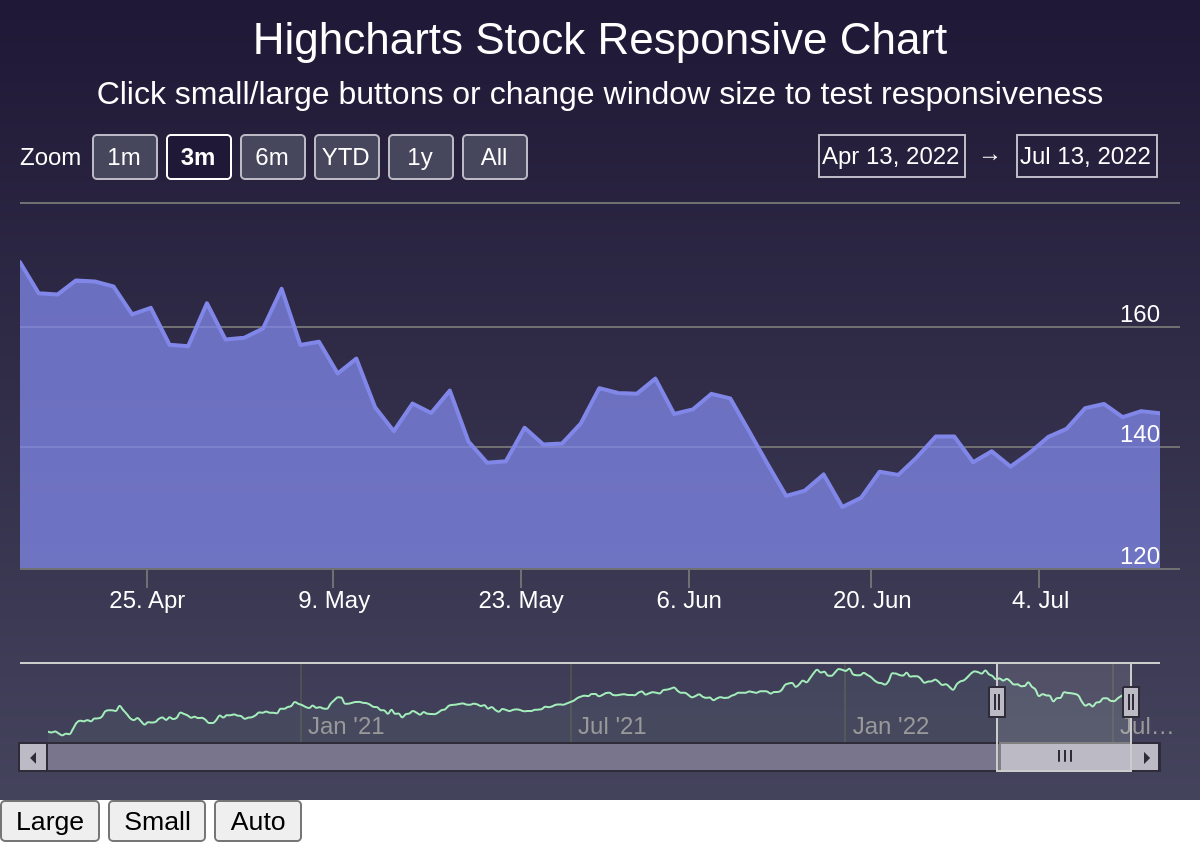 Highcharts Stock Responsive Chart
Click small/large buttons or change window size to test responsiveness
Zoom 1m 3m 6m YTD 1y All Apr 13, 2022 → Jul 13, 2022
160
140
120
25. Apr 9. May 23. May 6. Jun 20. Jun 4. Jul
Jan '21 Jul '21 Jan '22 Jul…
Large Small Auto